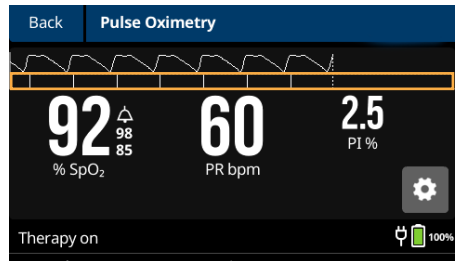 Back Pulse Oximetry
92 98 85 60 2.5
% SpO₂ PR bpm PI %
Therapy on 100%